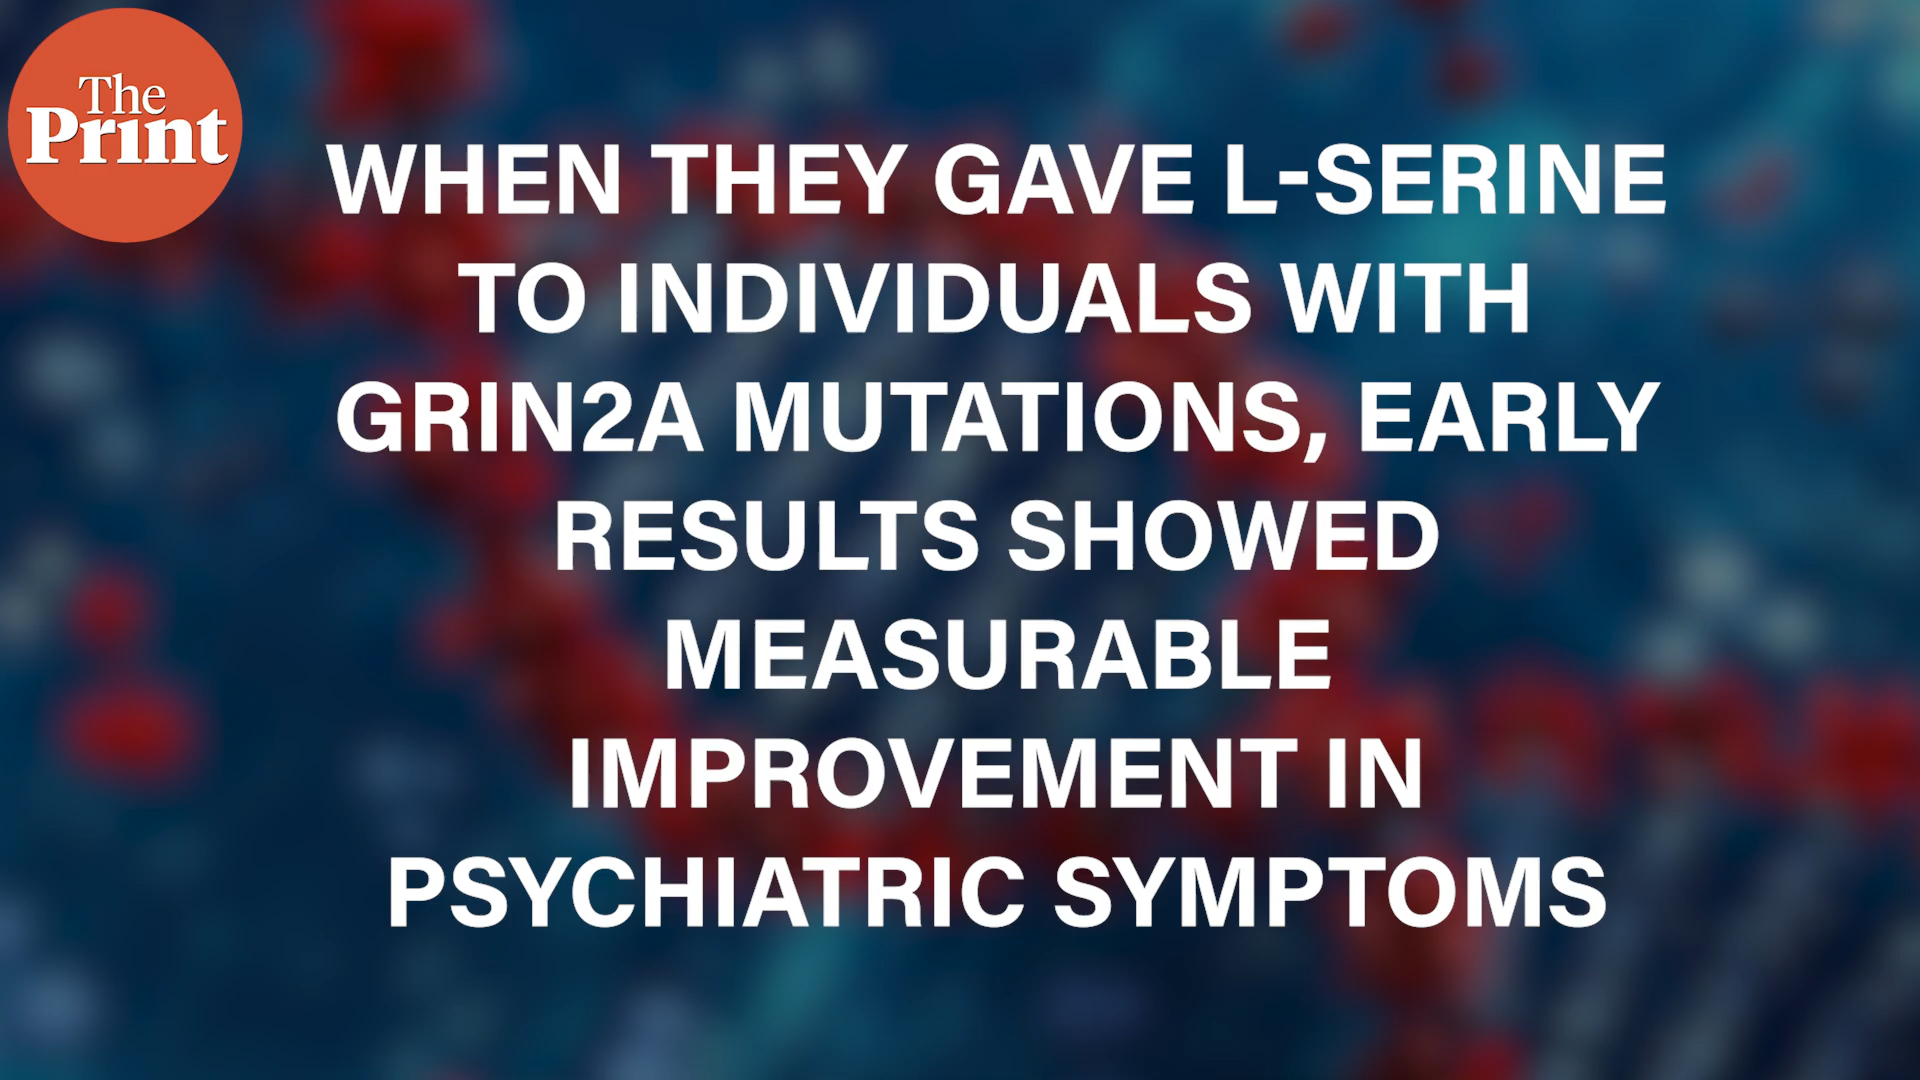 The
Print
WHEN THEY GAVE L-SERINE
TO INDIVIDUALS WITH
GRIN2A MUTATIONS, EARLY
RESULTS SHOWED
MEASURABLE
IMPROVEMENT IN
PSYCHIATRIC SYMPTOMS